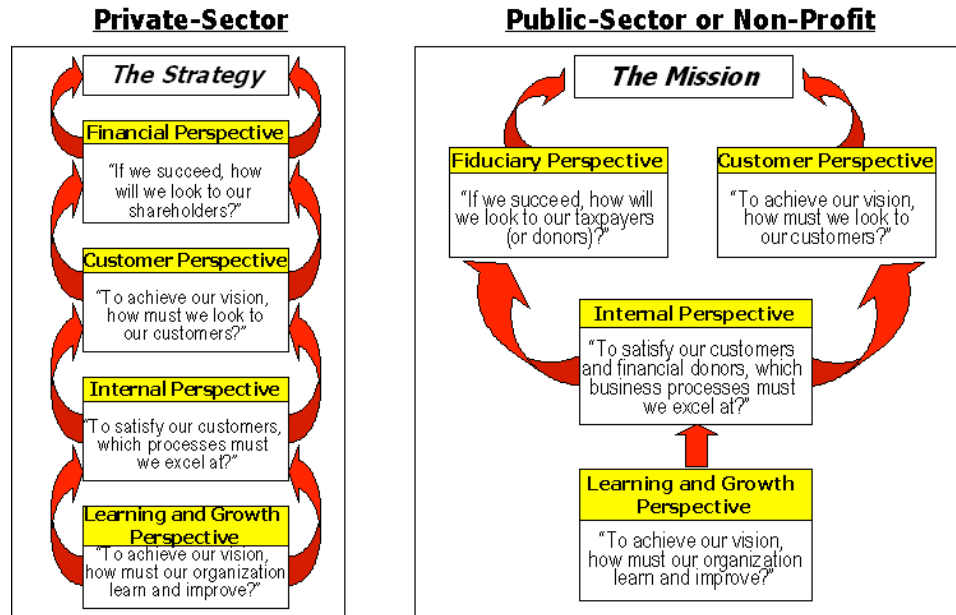 Private-Sector
The Strategy
Financial Perspective
"If we succeed, how
will we look to our
shareholders?"
Customer Perspective
"To achieve our vision,
how must we look to
our customers?"
Internal Perspective
"To satisfy our customers,
which processes must
we excel at?"
Learning and Growth
Perspective
"To achieve our vision,
how must our organization
learn and improve?"
Public-Sector or Non-Profit
The Mission
Fiduciary Perspective
"If we succeed, how will
we look to our taxpayers
(or donors)?"
Customer Perspective
"To achieve our vision,
how must we look to
our customers?"
Internal Perspective
"To satisfy our customers
and financial donors, which
business processes must
we excel at?"
Learning and Growth
Perspective
"To achieve our vision,
how must our organization
learn and improve?"